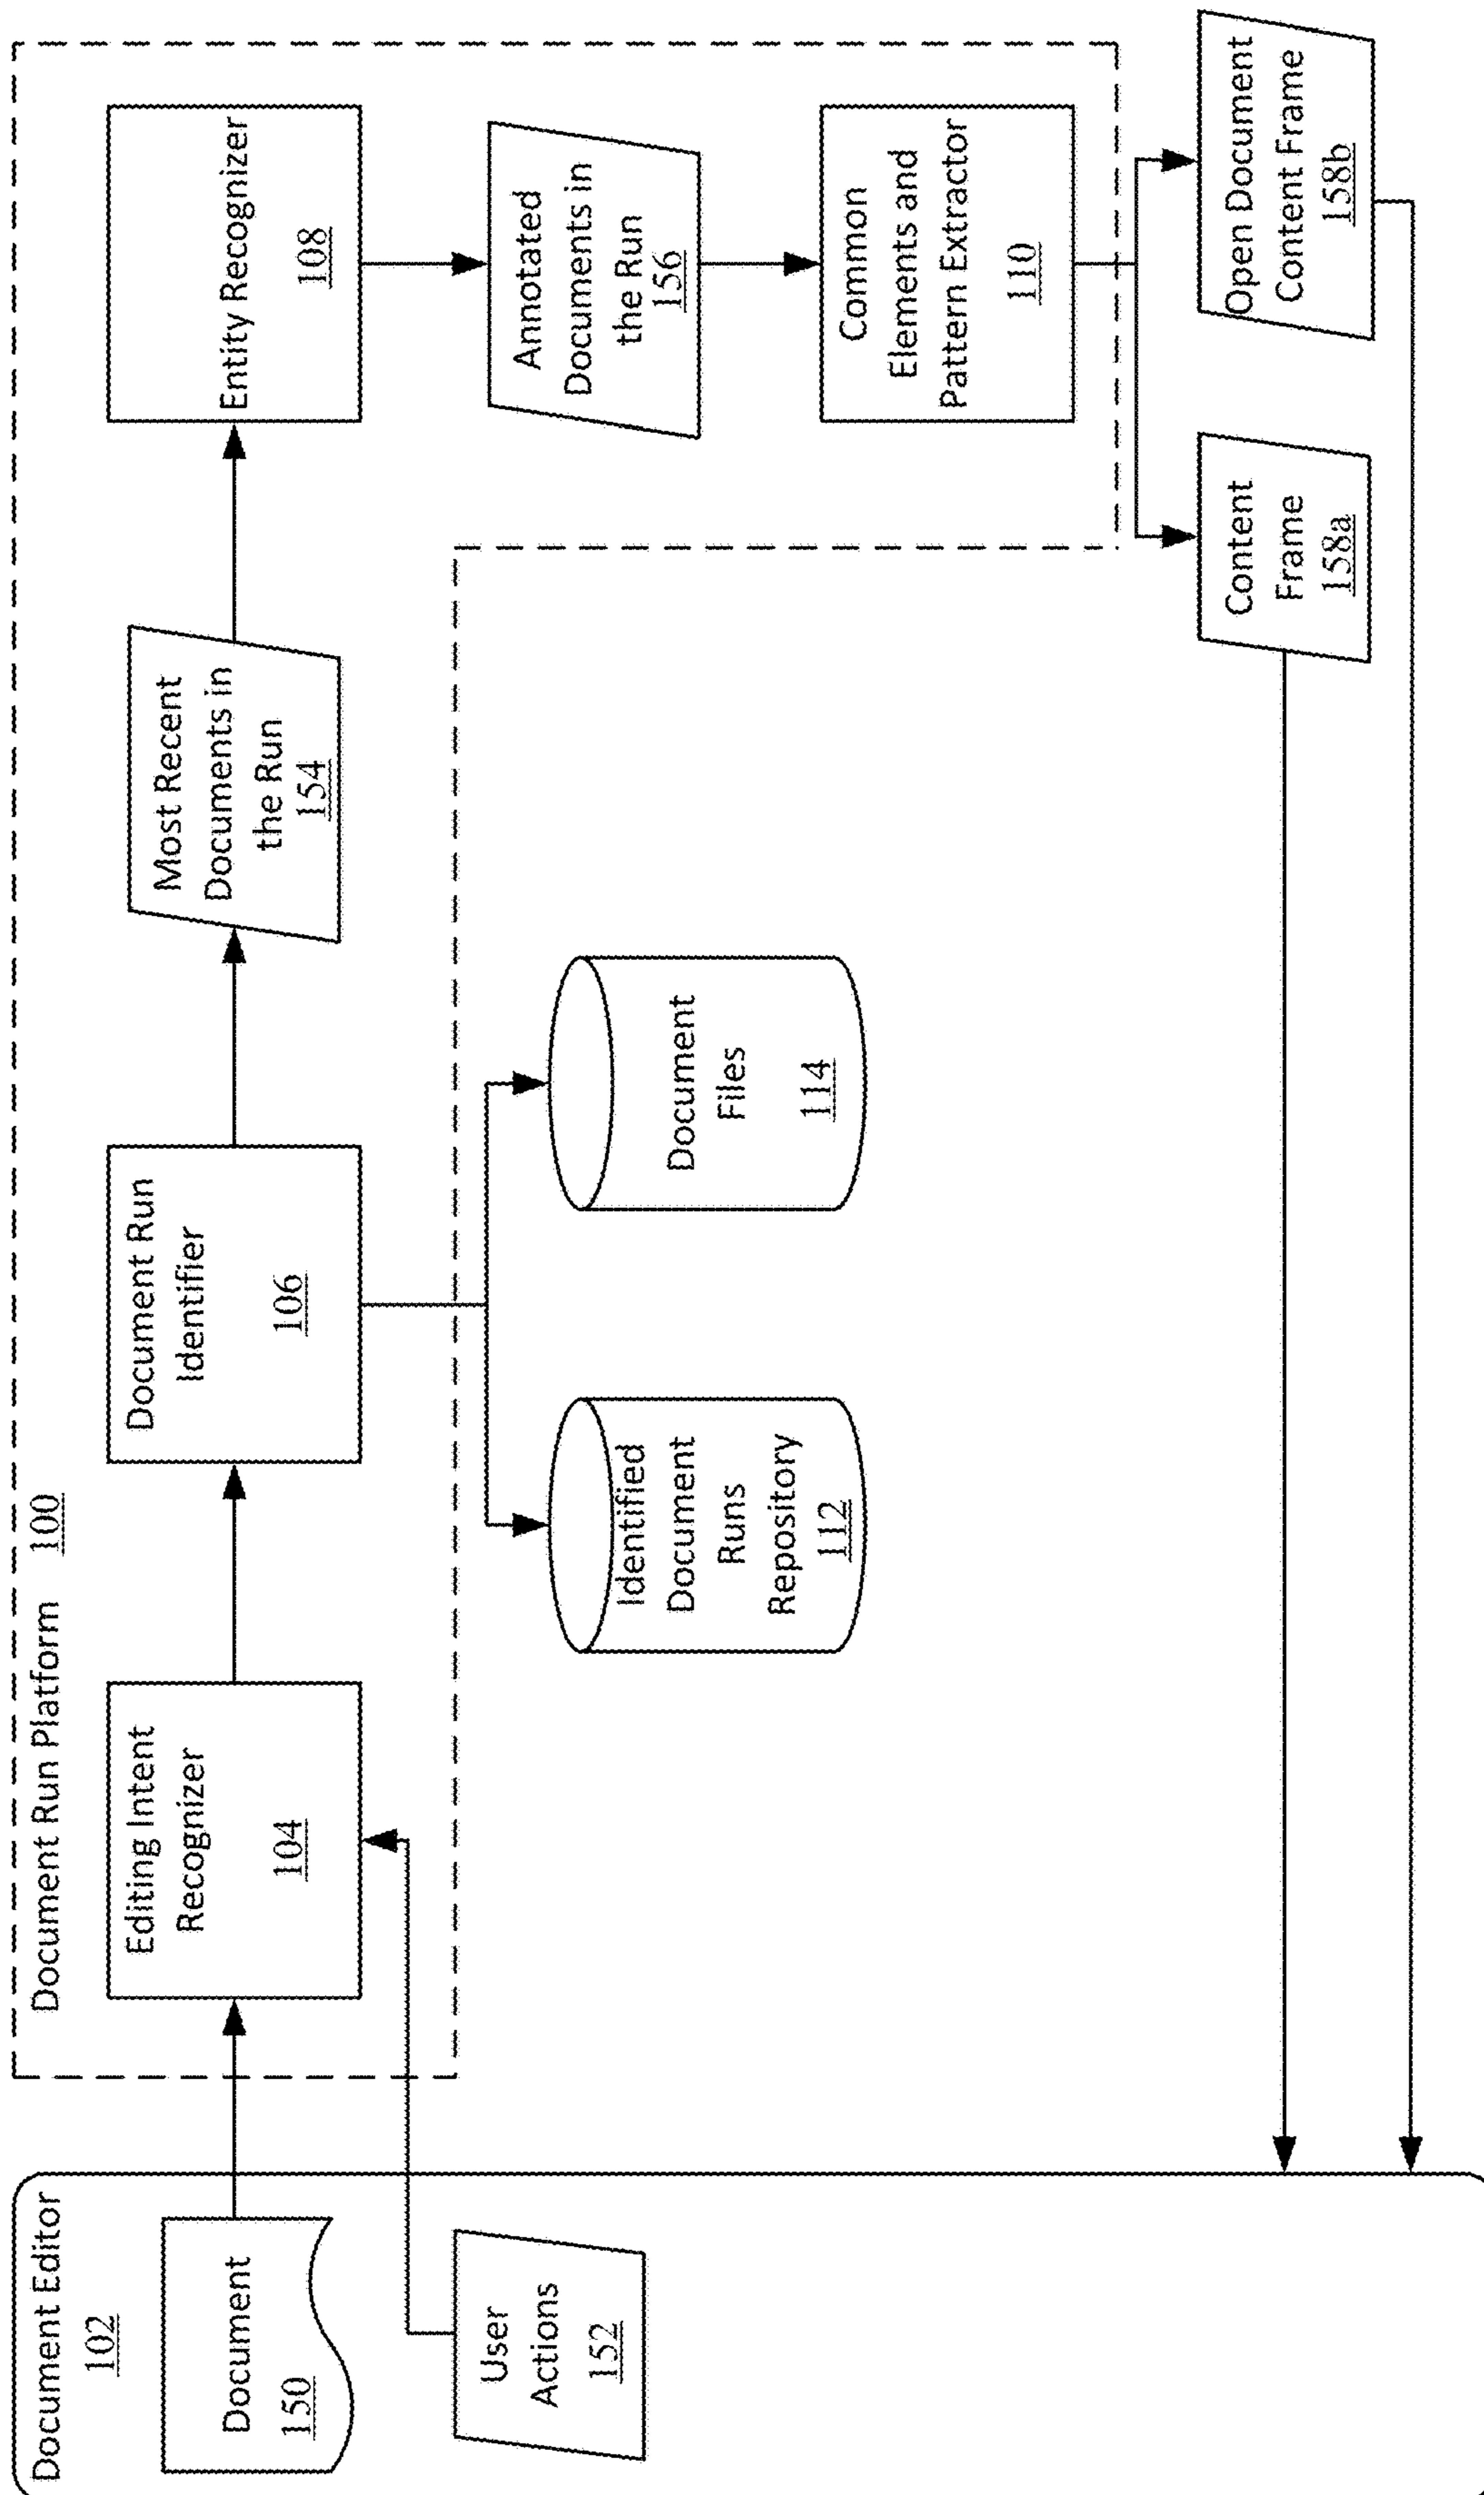 Document Editor
102
Document
150
User
Actions
152
Document Run Platform 100
Editing Intent
Recognizer
104
Document Run
Identifier
106
Most Recent
Documents in
the Run
154
Entity Recognizer
108
Identified
Document
Runs
Repository
112
Document
Files
114
Annotated
Documents in
the Run
156
Common
Elements and
Pattern Extractor
110
Content
Frame
158a
Open Document
Content Frame
158b